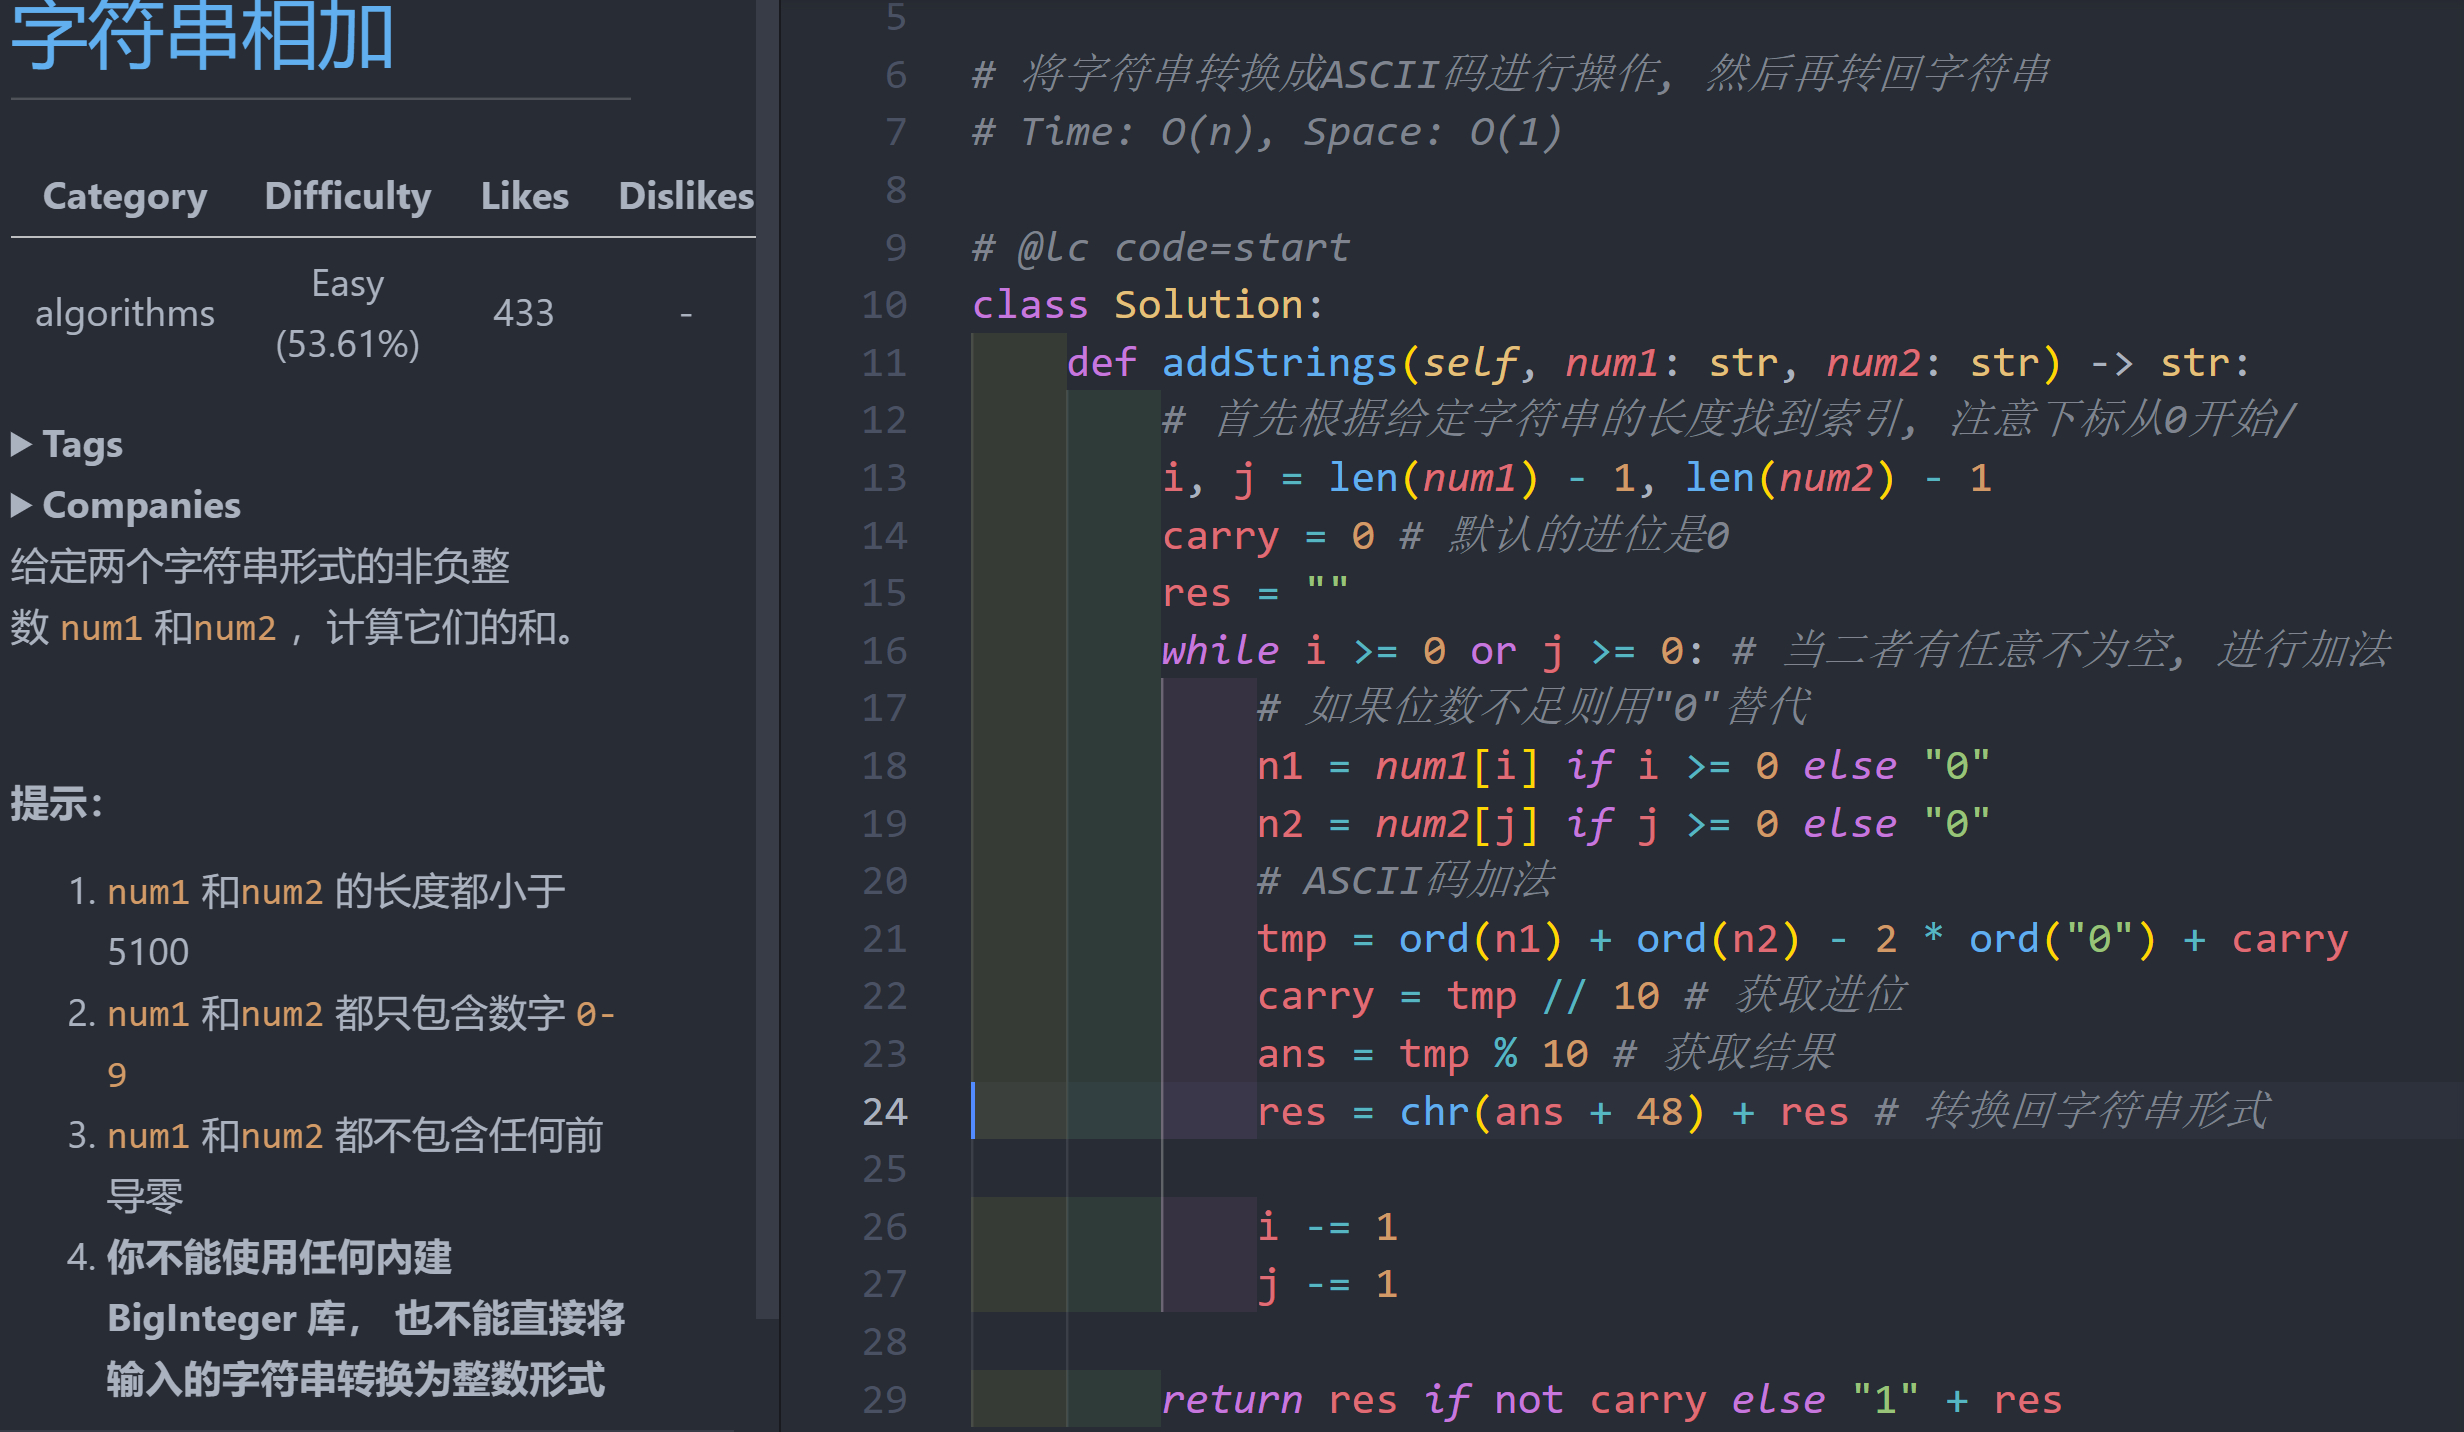 字符串相加
Category Difficulty Likes Dislikes
algorithms Easy (53.61%) 433 -
▶ Tags
▶ Companies
给定两个字符串形式的非负整
数 num1 和num2 ，计算它们的和。
提示：
1. num1 和num2 的长度都小于
5100
2. num1 和num2 都只包含数字 0-
9
3. num1 和num2 都不包含任何前
导零
4. 你不能使用任何内建
BigInteger 库， 也不能直接将
输入的字符串转换为整数形式
5
6 # 将字符串转换成ASCII码进行操作, 然后再转回字符串
7 # Time: O(n), Space: O(1)
8
9 # @lc code=start
10 class Solution:
11     def addStrings(self, num1: str, num2: str) -> str:
12         # 首先根据给定字符串的长度找到索引, 注意下标从0开始/
13         i, j = len(num1) - 1, len(num2) - 1
14         carry = 0 # 默认的进位是0
15         res = ""
16         while i >= 0 or j >= 0: # 当二者有任意不为空, 进行加法
17             # 如果位数不足则用"0"替代
18             n1 = num1[i] if i >= 0 else "0"
19             n2 = num2[j] if j >= 0 else "0"
20             # ASCII码加法
21             tmp = ord(n1) + ord(n2) - 2 * ord("0") + carry
22             carry = tmp // 10 # 获取进位
23             ans = tmp % 10 # 获取结果
24             res = chr(ans + 48) + res # 转换回字符串形式
25
26             i -= 1
27             j -= 1
28
29         return res if not carry else "1" + res